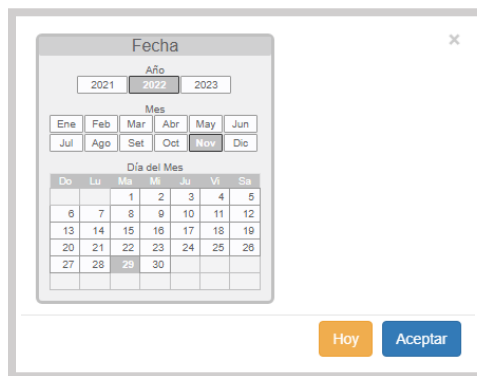 Fecha
×
Año
2021 2022 2023
Mes
Ene Feb Mar Abr May Jun
Jul Ago Set Oct Nov Dic
Día del Mes
Do Lu Ma Mi Ju Vi Sa
1 2 3 4 5
6 7 8 9 10 11 12
13 14 15 16 17 18 19
20 21 22 23 24 25 26
27 28 29 30
Hoy Aceptar